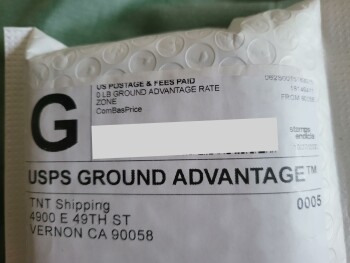 US POSTAGE & FEES PAID
0 LB GROUND ADVANTAGE RATE
ZONE
ComBasPrice
G
USPS GROUND ADVANTAGE™
TNT Shipping
0005
4900 E 49TH ST
VERNON CA 90058